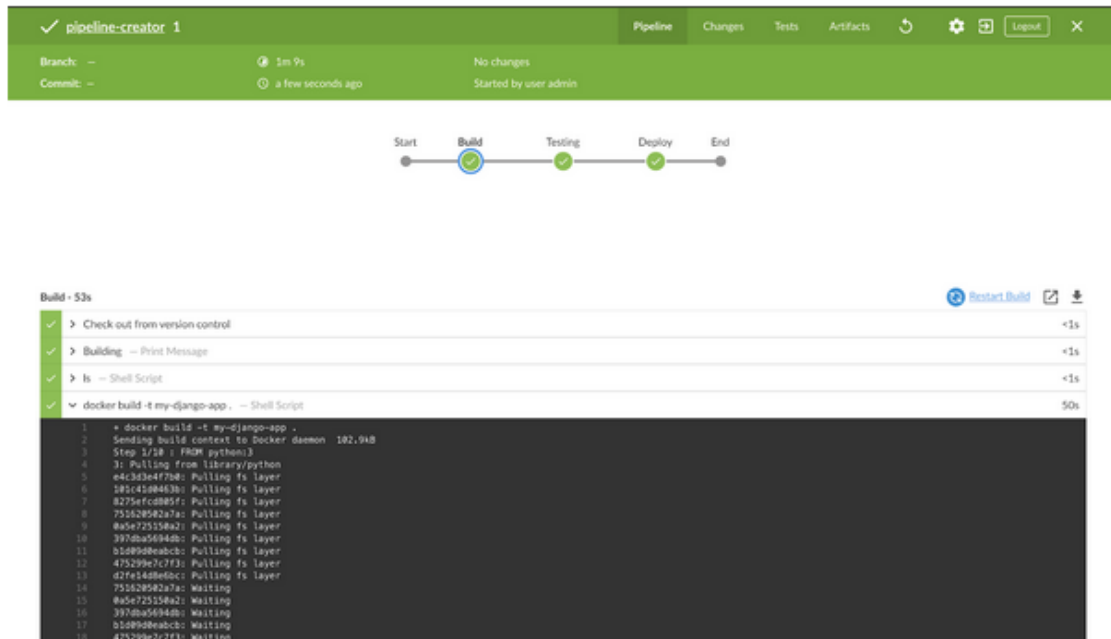 pipeline-creator 1
Pipeline Changes Tests Artifacts Logout
Branch: — 1m 9s No changes
Commit: — a few seconds ago Started by user admin
Start Build Testing Deploy End
Build - 53s Restart Build
Check out from version control <1s
Building — Print Message <1s
ls — Shell Script <1s
docker build -t my-django-app . — Shell Script 50s
1 + docker build -t my-django-app .
2 Sending build context to Docker daemon 102.9kB
3 Step 1/10 : FROM python:3
4 3: Pulling from library/python
5 e4c3d3e4f7b0: Pulling fs layer
6 101c41d0463b: Pulling fs layer
7 8275efcd805f: Pulling fs layer
8 751620502a7a: Pulling fs layer
9 0a5e725150a2: Pulling fs layer
10 397dba5694db: Pulling fs layer
11 b1d09d0eabcb: Pulling fs layer
12 475299e7c7f3: Pulling fs layer
13 d2fe14d8e6bc: Pulling fs layer
14 751620502a7a: Waiting
15 0a5e725150a2: Waiting
16 397dba5694db: Waiting
17 b1d09d0eabcb: Waiting
18 475299e7c7f3: Waiting